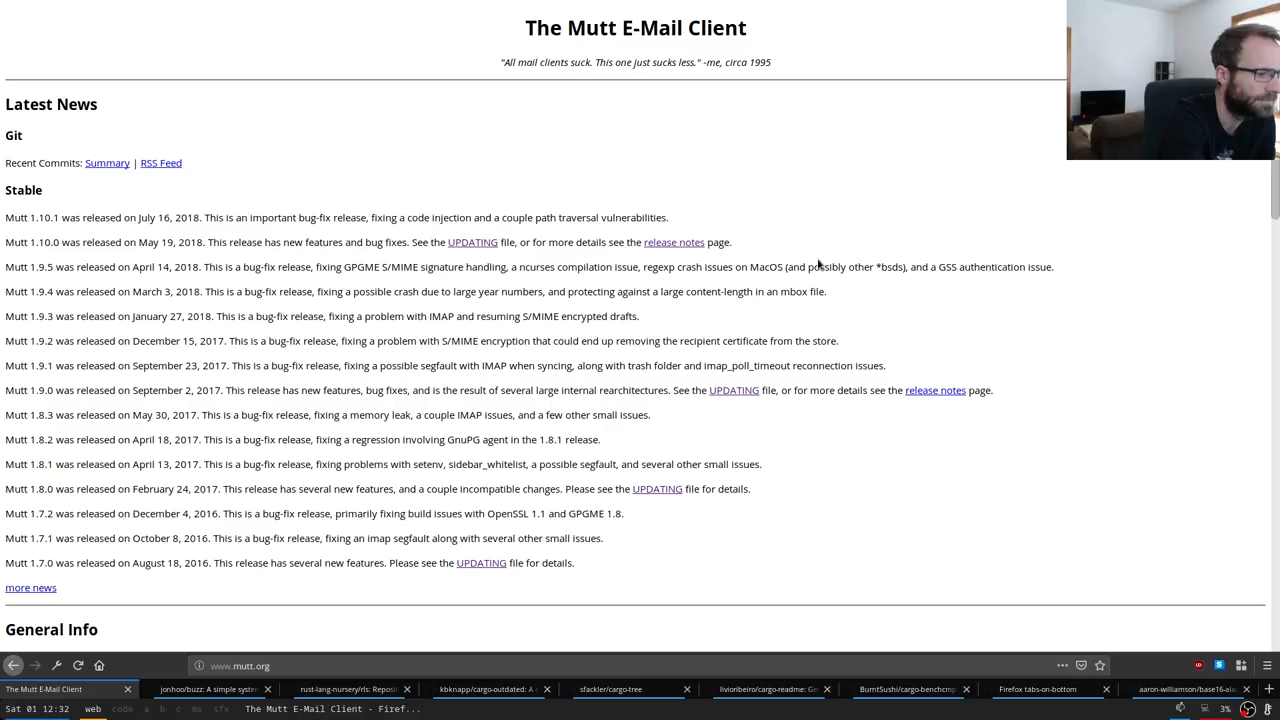 The Mutt E-Mail Client
"All mail clients suck. This one just sucks less." -me, circa 1995
Latest News
Git
Recent Commits: Summary | RSS Feed
Stable
Mutt 1.10.1 was released on July 16, 2018. This is an important bug-fix release, fixing a code injection and a couple path traversal vulnerabilities.
Mutt 1.10.0 was released on May 19, 2018. This release has new features and bug fixes. See the UPDATING file, or for more details see the release notes page.
Mutt 1.9.5 was released on April 14, 2018. This is a bug-fix release, fixing GPGME S/MIME signature handling, a ncurses compilation issue, regexp crash issues on MacOS (and possibly other *bsds), and a GSS authentication issue.
Mutt 1.9.4 was released on March 3, 2018. This is a bug-fix release, fixing a possible crash due to large year numbers, and protecting against a large content-length in an mbox file.
Mutt 1.9.3 was released on January 27, 2018. This is a bug-fix release, fixing a problem with IMAP and resuming S/MIME encrypted drafts.
Mutt 1.9.2 was released on December 15, 2017. This is a bug-fix release, fixing a problem with S/MIME encryption that could end up removing the recipient certificate from the store.
Mutt 1.9.1 was released on September 23, 2017. This is a bug-fix release, fixing a possible segfault with IMAP when syncing, along with trash folder and imap_poll_timeout reconnection issues.
Mutt 1.9.0 was released on September 2, 2017. This release has new features, bug fixes, and is the result of several large internal rearchitectures. See the UPDATING file, or for more details see the release notes page.
Mutt 1.8.3 was released on May 30, 2017. This is a bug-fix release, fixing a memory leak, a couple IMAP issues, and a few other small issues.
Mutt 1.8.2 was released on April 18, 2017. This is a bug-fix release, fixing a regression involving GnuPG agent in the 1.8.1 release.
Mutt 1.8.1 was released on April 13, 2017. This is a bug-fix release, fixing problems with setenv, sidebar_whitelist, a possible segfault, and several other small issues.
Mutt 1.8.0 was released on February 24, 2017. This release has several new features, and a couple incompatible changes. Please see the UPDATING file for details.
Mutt 1.7.2 was released on December 4, 2016. This is a bug-fix release, primarily fixing build issues with OpenSSL 1.1 and GPGME 1.8.
Mutt 1.7.1 was released on October 8, 2016. This is a bug-fix release, fixing an imap segfault along with several other small issues.
Mutt 1.7.0 was released on August 18, 2016. This release has several new features. Please see the UPDATING file for details.
more news
General Info
www.mutt.org
The Mutt E-Mail Client
jonhoo/buzz: A simple system
rust-lang-nursery/rls: Reposit
kbknapp/cargo-outdated: A c
sfackler/cargo-tree
livioribeiro/cargo-readme: Ge
BurntSushi/cargo-benchcmp
Firefox tabs-on-bottom
aaron-williamson/base16-ala
Sat 01 12:32 web code a b c mx sfx The Mutt E-Mail Client - Firef... 3%